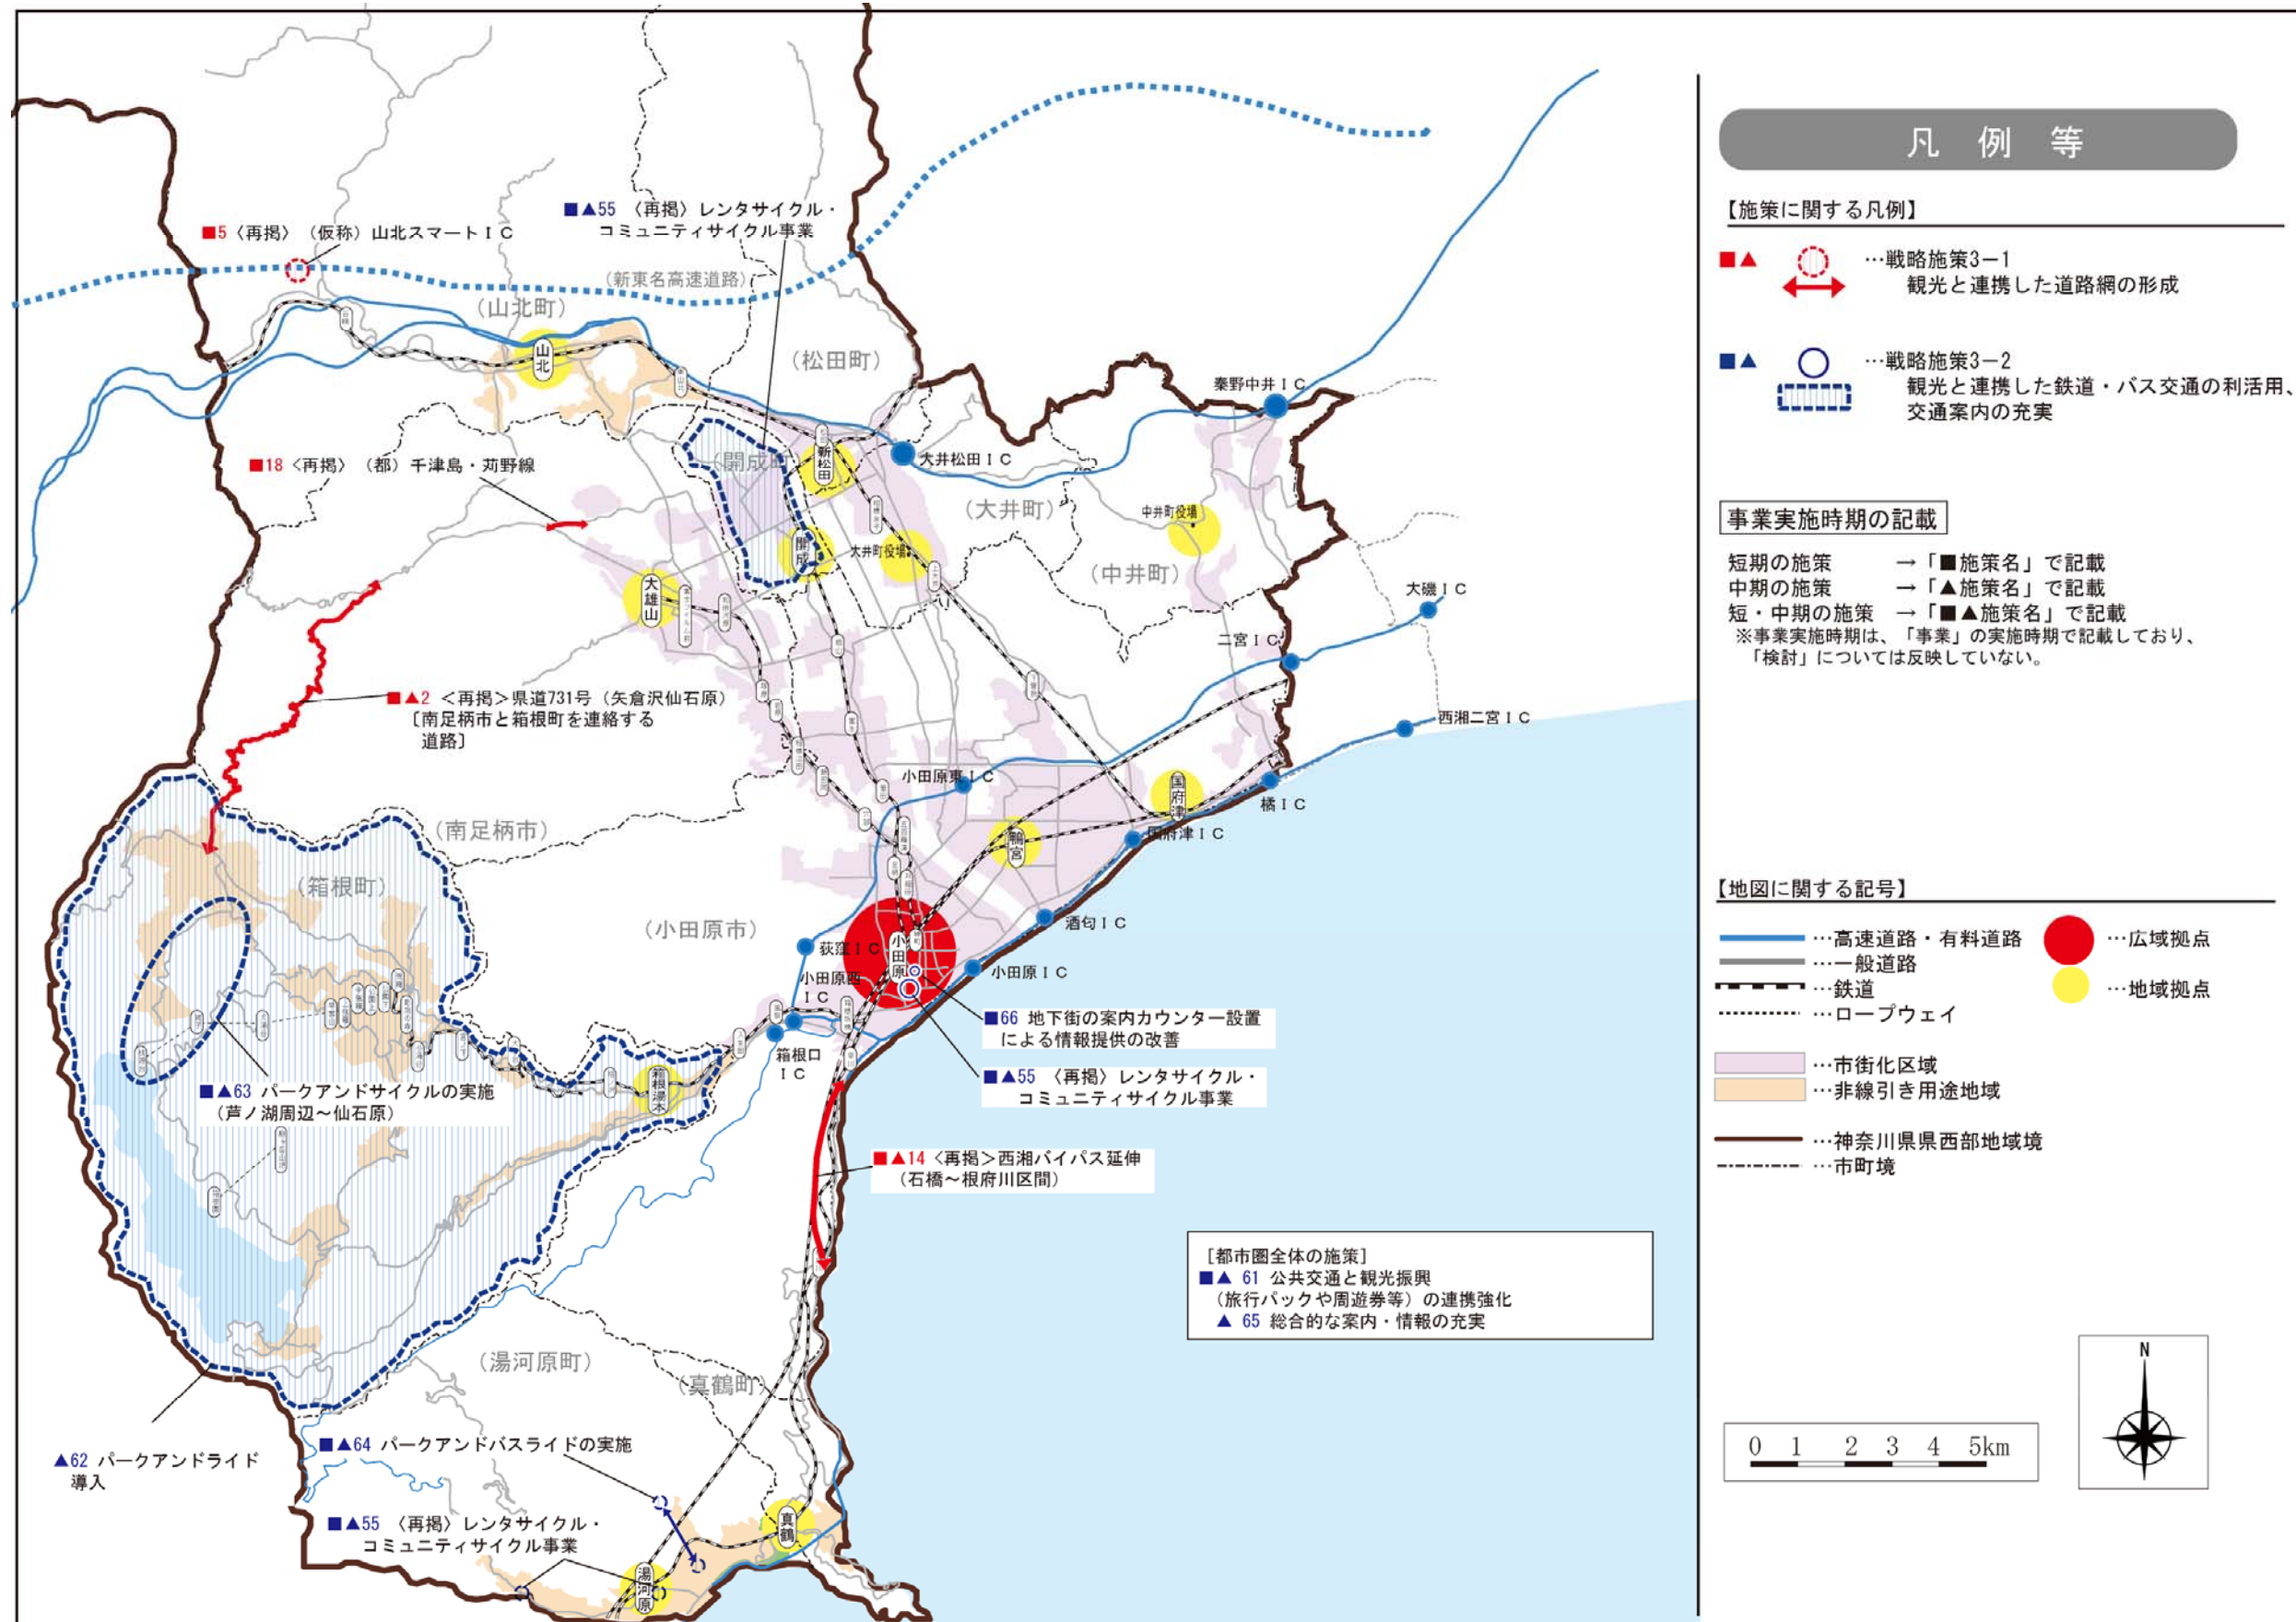 ■5〈再掲〉（仮称）山北スマートＩＣ
■▲55 〈再掲〉レンタサイクル・
コミュニティサイクル事業
（新東名高速道路）
（山北町）
山北
（松田町）
秦野中井ＩＣ
■18〈再掲〉（都）千津島・苅野線
（開成町）
新松田
大井松田ＩＣ
（大井町）
中井町役場
開成
大井町役場
（中井町）
大雄山
大磯ＩＣ
二宮ＩＣ
■▲2 ＜再掲＞県道731号（矢倉沢仙石原）
〔南足柄市と箱根町を連絡する
道路〕
西湘二宮ＩＣ
小田原東ＩＣ
国府津
橘ＩＣ
（南足柄市）
国府津ＩＣ
鴨宮
（箱根町）
（小田原市）
酒匂ＩＣ
荻窪ＩＣ
小田原
小田原西
ＩＣ
小田原ＩＣ
■66 地下街の案内カウンター設置
による情報提供の改善
箱根口
ＩＣ
■▲55 〈再掲〉レンタサイクル・
コミュニティサイクル事業
■▲63 パークアンドサイクルの実施
（芦ノ湖周辺～仙石原）
箱根湯本
■▲14〈再掲＞西湘バイパス延伸
（石橋～根府川区間）
［都市圏全体の施策］
■▲ 61 公共交通と観光振興
（旅行パックや周遊券等）の連携強化
▲ 65 総合的な案内・情報の充実
（湯河原町）
（真鶴町）
▲62 パークアンドライド
導入
■▲64 パークアンドバスライドの実施
■▲55 〈再掲〉レンタサイクル・
コミュニティサイクル事業
真鶴
湯河原
凡例等
【施策に関する凡例】
■▲ …戦略施策3－1
観光と連携した道路網の形成
■▲ …戦略施策3－2
観光と連携した鉄道・バス交通の利活用、
交通案内の充実
事業実施時期の記載
短期の施策 →「■施策名」で記載
中期の施策 →「▲施策名」で記載
短・中期の施策 →「■▲施策名」で記載
※事業実施時期は、「事業」の実施時期で記載しており、
「検討」については反映していない。
【地図に関する記号】
…高速道路・有料道路 …広域拠点
…一般道路
…鉄道 …地域拠点
…ロープウェイ
…市街化区域
…非線引き用途地域
…神奈川県県西部地域境
…市町境
N
0 1 2 3 4 5km